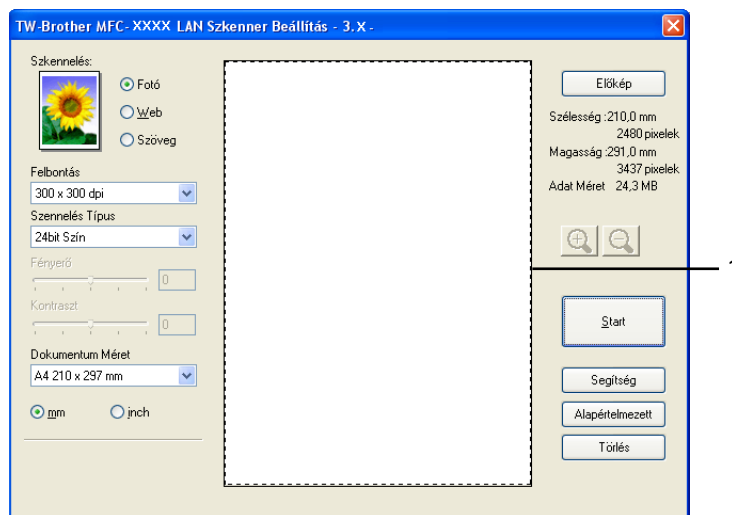 TW-Brother MFC- XXXX LAN Szkenner Beállítás - 3.X -
Szkennelés:
Fotó
Web
Szöveg
Felbontás
300 x 300 dpi
Szennelés Típus
24bit Szín
Fényerő
0
Kontraszt
0
Dokumentum Méret
A4 210 x 297 mm
mm
inch
Előkép
Szélesség :210,0 mm
2480 pixelek
Magasság :291,0 mm
3437 pixelek
Adat Méret 24,3 MB
1
Start
Segítség
Alapértelmezett
Törlés